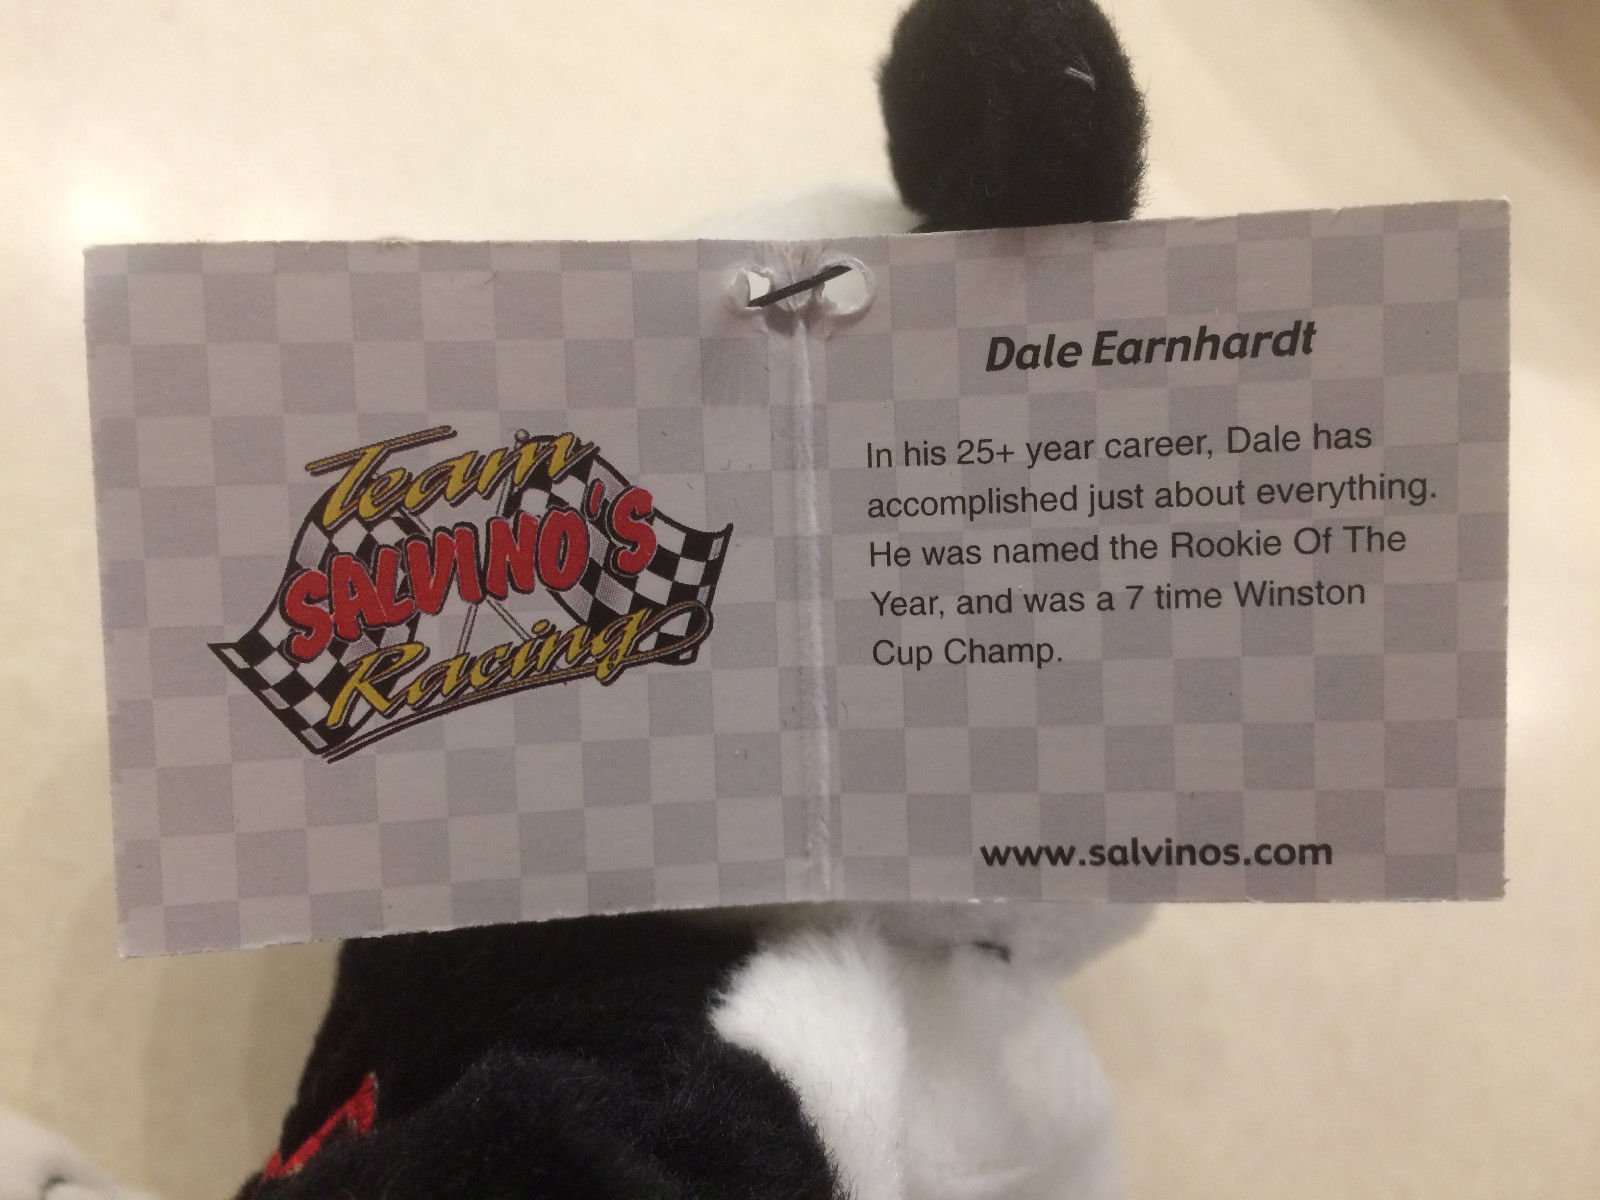 Team
SALVINO'S
Racing
Dale Earnhardt
In his 25+ year career, Dale has
accomplished just about everything.
He was named the Rookie Of The
Year, and was a 7 time Winston
Cup Champ.
www.salvinos.com